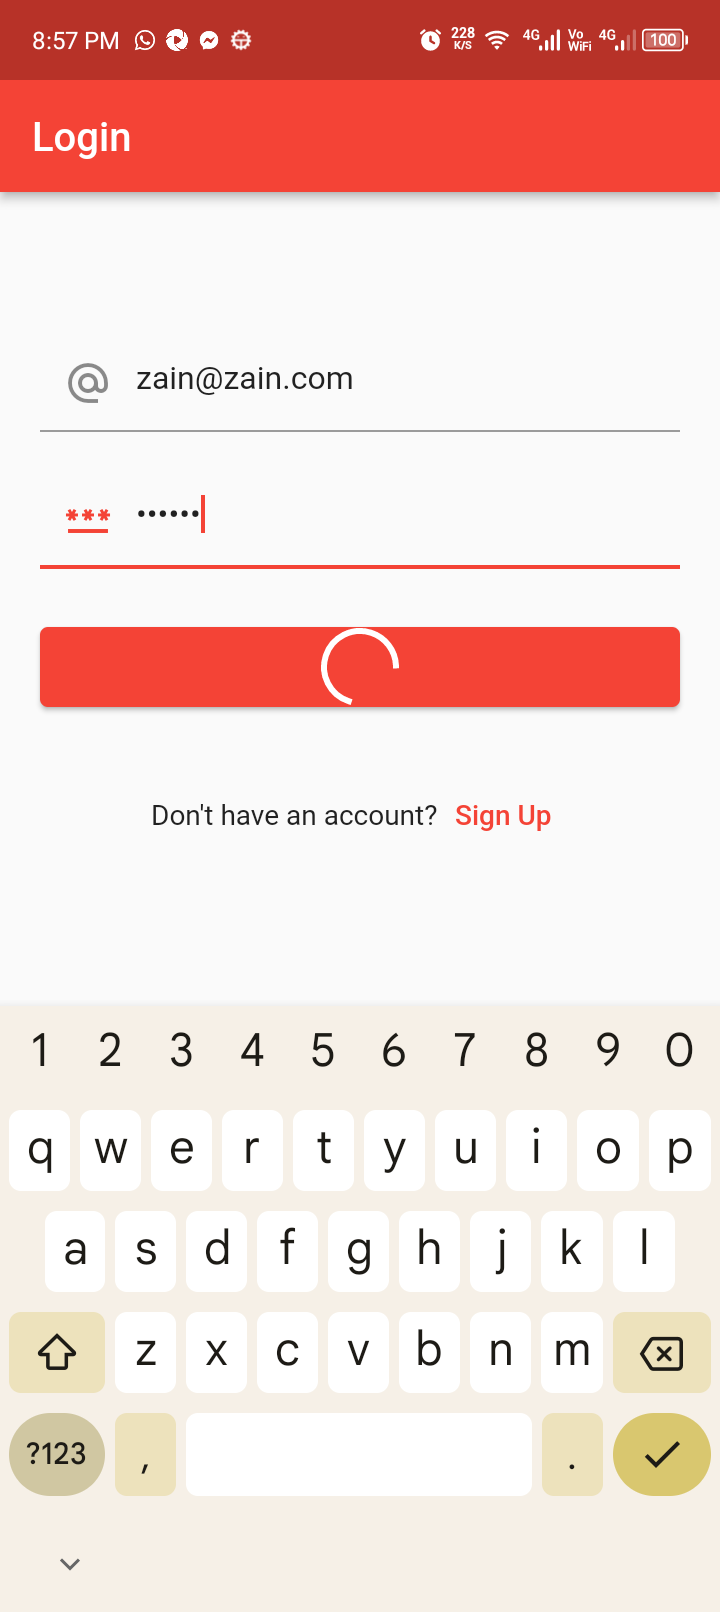 8:57 PM 228 K/S 4G Vo WiFi 4G 100
Login
zain@zain.com
*** ••••••
Don't have an account? Sign Up
1 2 3 4 5 6 7 8 9 0
q w e r t y u i o p
a s d f g h j k l
z x c v b n m
?123 , .